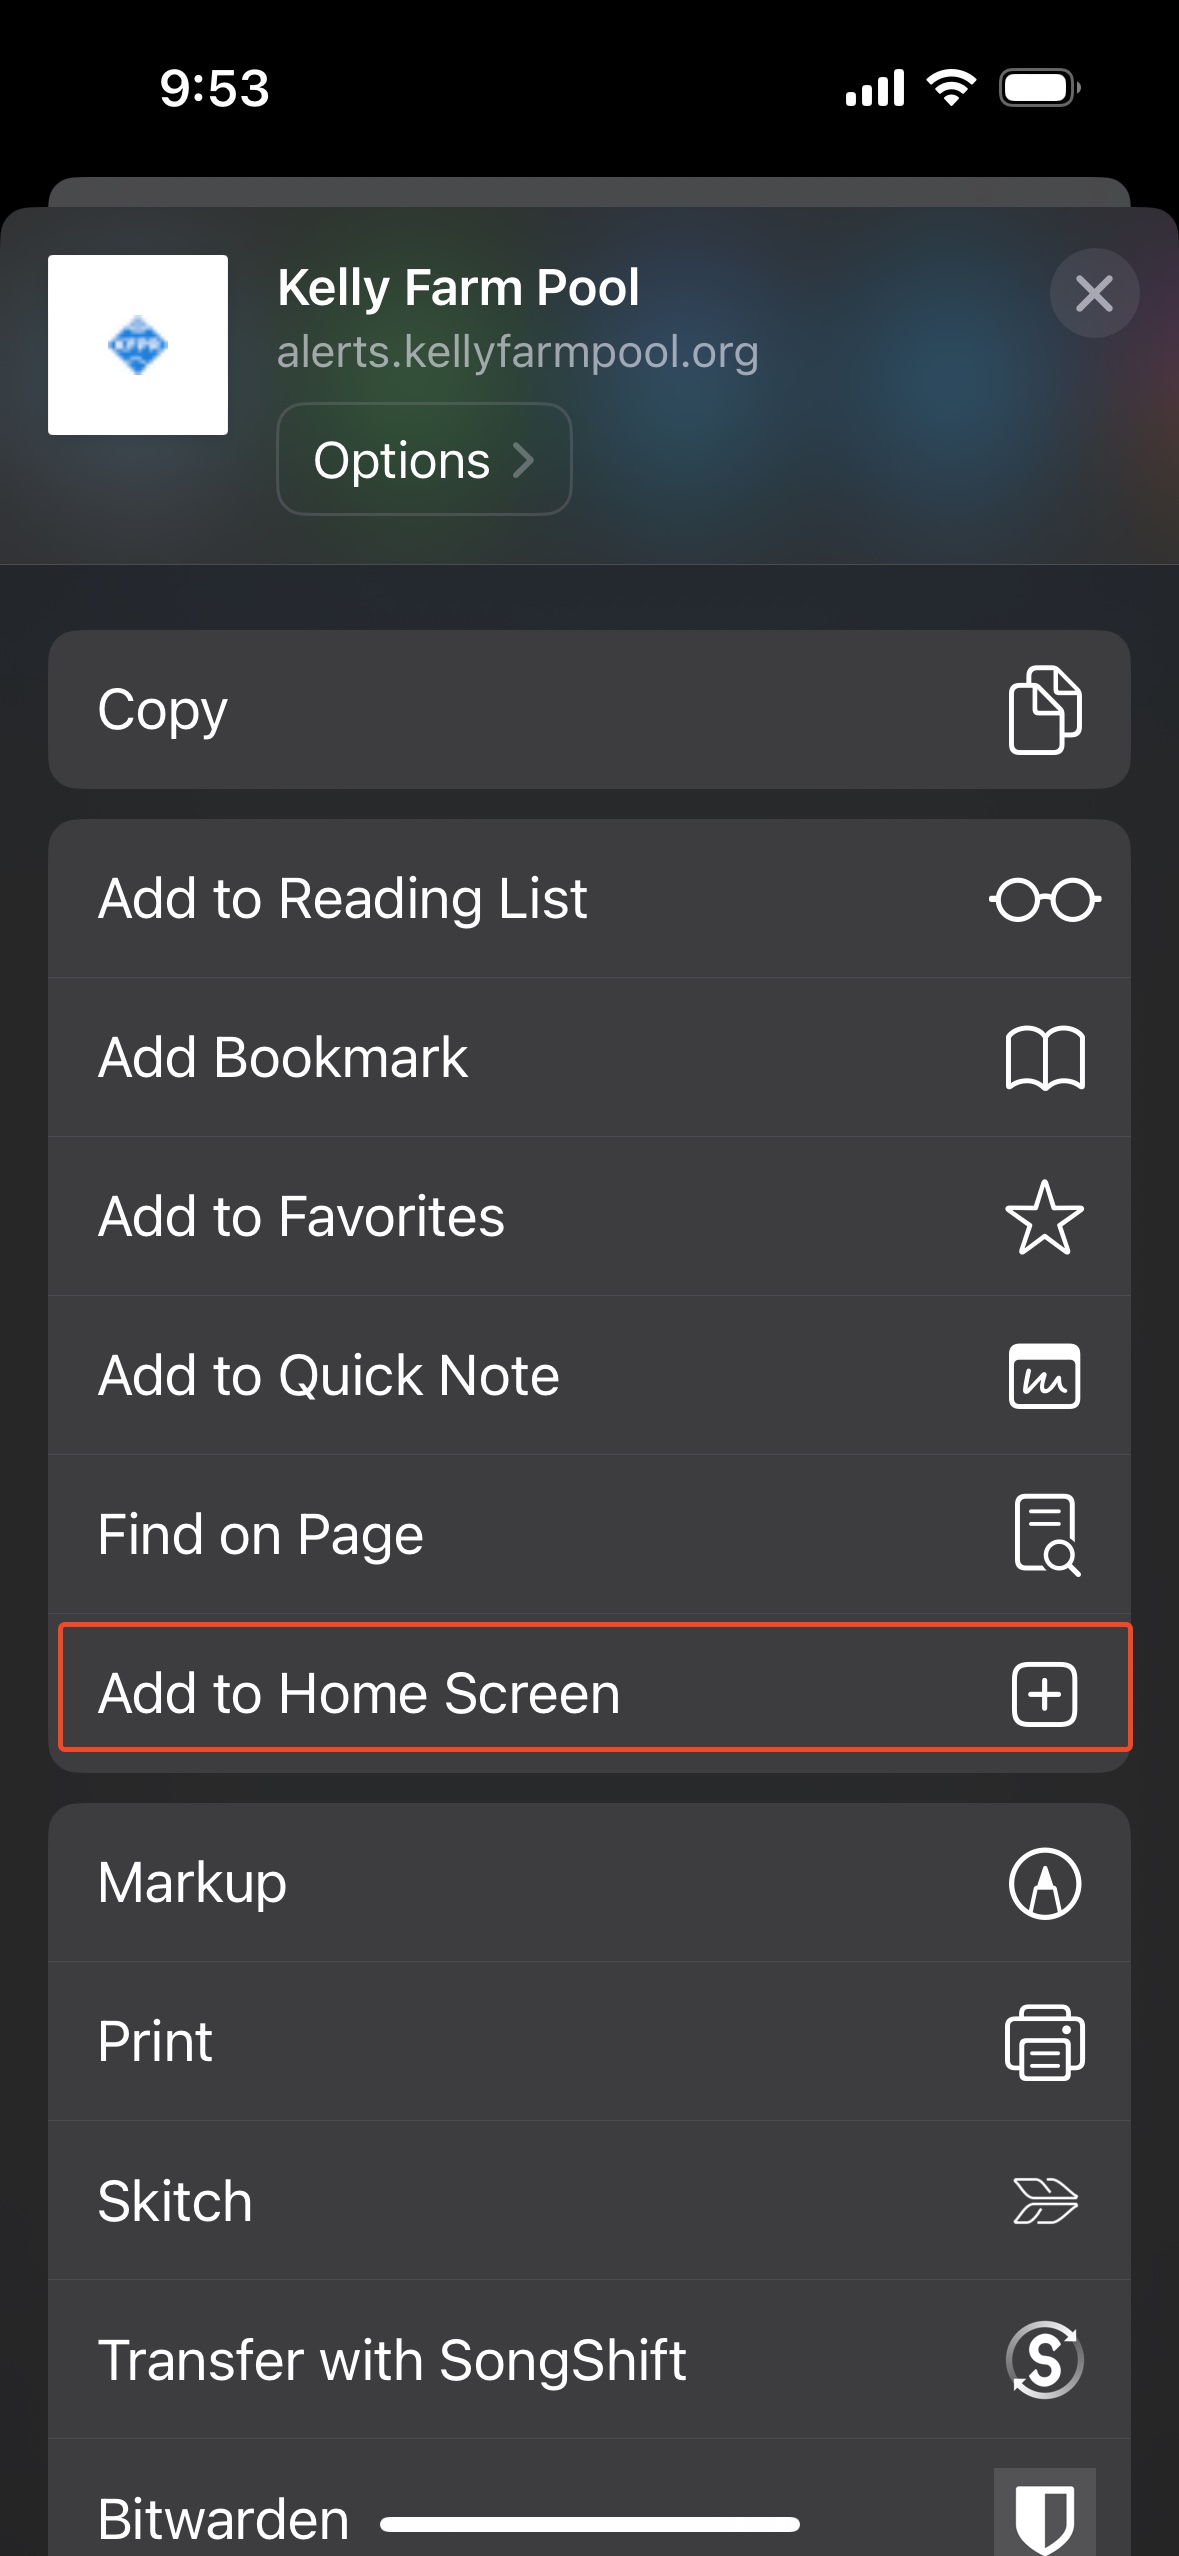 9:53
KFPR
Kelly Farm Pool
alerts.kellyfarmpool.org
Options
Copy
Add to Reading List
Add Bookmark
Add to Favorites
Add to Quick Note
Find on Page
Add to Home Screen
Markup
Print
Skitch
Transfer with SongShift
Bitwarden